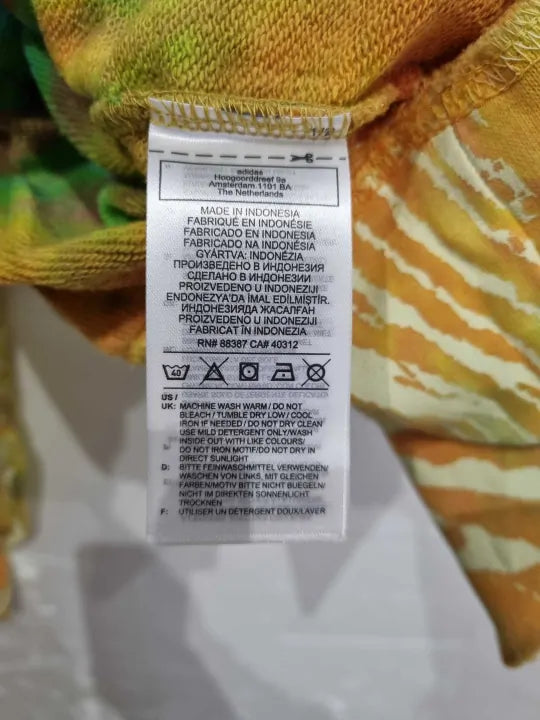 1/2
adidas
Hoogoorddreef 9a
Amsterdam 1101 BA
The Netherlands
MADE IN INDONESIA
FABRIQUÉ EN INDONÉSIE
FABRICADO EN INDONESIA
FABRICADO NA INDONÉSIA
GYÁRTVA: INDONÉZIA
ПРОИЗВЕДЕНО В ИНДОНЕЗИЯ
СДЕЛАНО В ИНДОНЕЗИИ
PROIZVEDENO U INDONEZIJI
ENDONEZYA'DA İMAL EDİLMİŞTİR.
ИНДОНЕЗИЯДА ЖАСАЛҒАН
PROIZVEDENO U INDONEZIJI
FABRICAT ÎN INDONEZIA
RN# 88387 CA# 40312
40
US /
UK: MACHINE WASH WARM / DO NOT
BLEACH / TUMBLE DRY LOW / COOL
IRON IF NEEDED / DO NOT DRY CLEAN
USE MILD DETERGENT ONLY/WASH
INSIDE OUT WITH LIKE COLOURS/
DO NOT IRON MOTIF/DO NOT DRY IN
DIRECT SUNLIGHT
D: BITTE FEINWASCHMITTEL VERWENDEN/
WASCHEN VON LINKS, MIT GLEICHEN
FARBEN/MOTIV BITTE NICHT BUEGELN/
NICHT IM DIREKTEN SONNENLICHT
TROCKNEN
F: UTILISER UN DÉTERGENT DOUX/LAVER